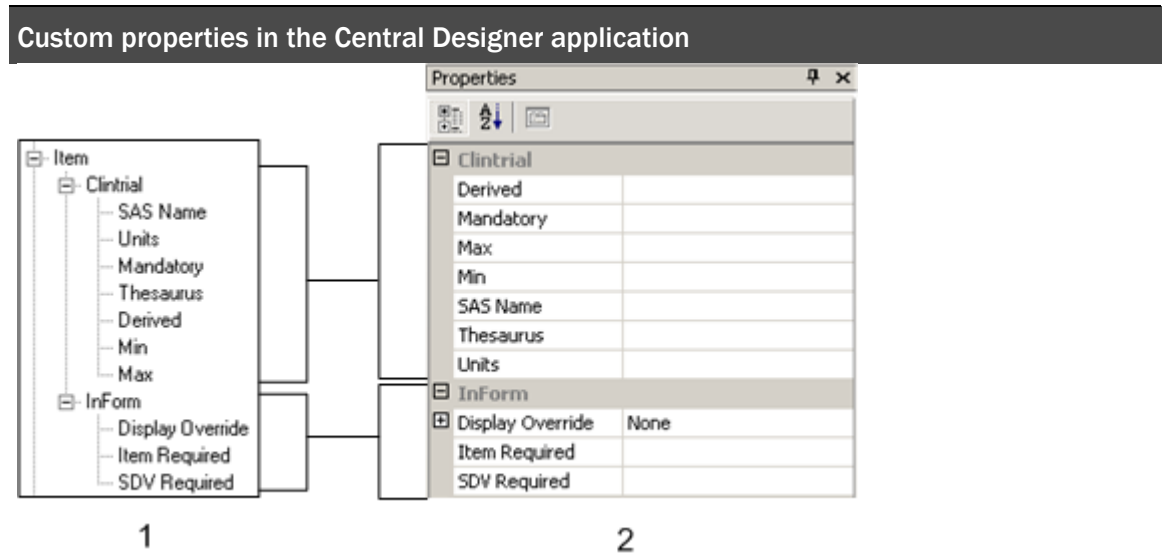 Custom properties in the Central Designer application
Item
Clintrial
SAS Name
Units
Mandatory
Thesaurus
Derived
Min
Max
InForm
Display Override
Item Required
SDV Required
1
Properties
Clintrial
Derived
Mandatory
Max
Min
SAS Name
Thesaurus
Units
InForm
Display Override None
Item Required
SDV Required
2